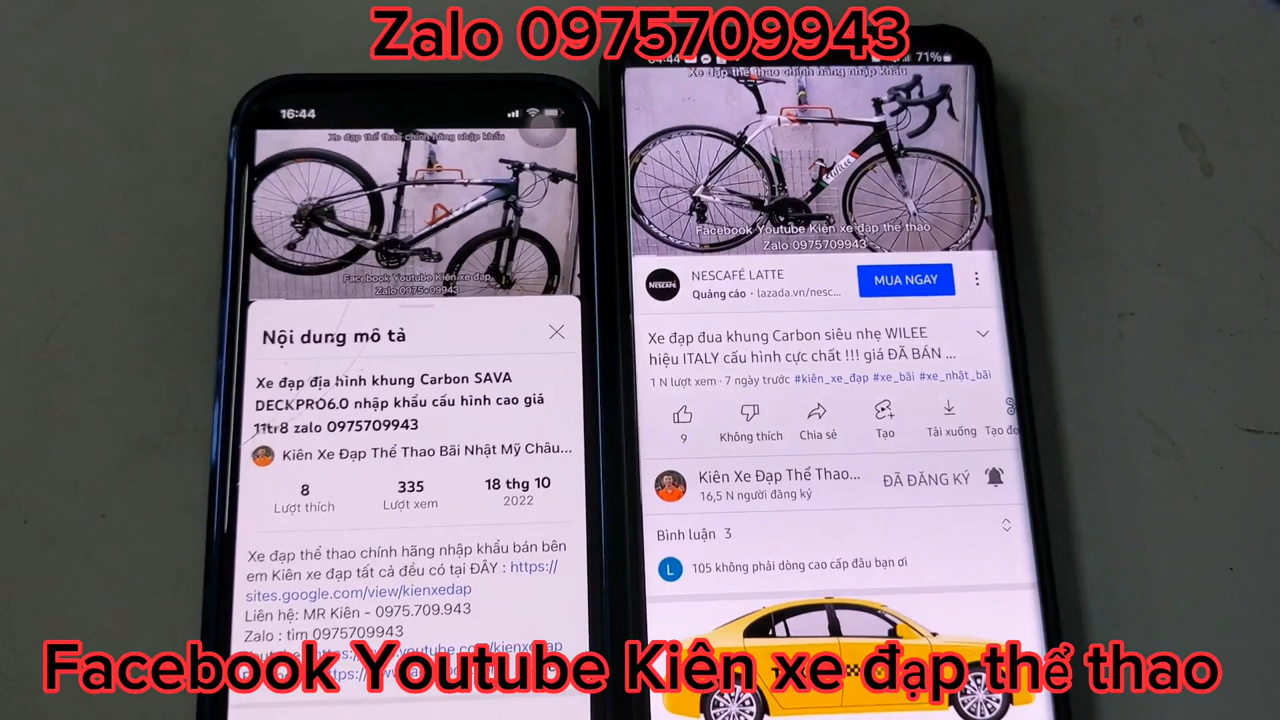 Zalo 0975709943
16:44
Xe đạp thể thao chính hãng nhập khẩu
Facebook Youtube Kiên xe đạp
Nội dung mô tả
Xe đạp địa hình khung Carbon SAVA
DECKPRO6.0 nhập khẩu cấu hình cao giá
11tr8 zalo 0975709943
Kiên Xe Đạp Thể Thao Bãi Nhật Mỹ Châu...
8
Lượt thích
335
Lượt xem
18 thg 10
2022
Xe đạp thể thao chính hãng nhập khẩu bán bên
em Kiên xe đạp tất cả đều có tại ĐÂY : https://
sites.google.com/view/kienxedap
Liên hệ: MR Kiên - 0975.709.943
Zalo : tìm 0975709943
71%
Xe đạp thể thao chính hãng nhập khẩu
Facebook Youtube Kiên xe đạp thể thao
Zalo 0975709943
NESCAFÉ
NESCAFÉ LATTE
Quảng cáo · lazada.vn/nesc...
MUA NGAY
Xe đạp đua khung Carbon siêu nhẹ WILEE
hiệu ITALY cấu hình cực chất !!! giá ĐÃ BÁN ...
1 N lượt xem · 7 ngày trước #kiên_xe_đạp #xe_bãi #xe_nhật_bãi
9
Không thích
Chia sẻ
Tạo
Tải xuống
Tạo đo
Kiên Xe Đạp Thể Thao...
16,5 N người đăng ký
ĐÃ ĐĂNG KÝ
Bình luận 3
L
105 không phải dòng cao cấp đâu bạn ơi
Facebook Youtube Kiên xe đạp thể thao